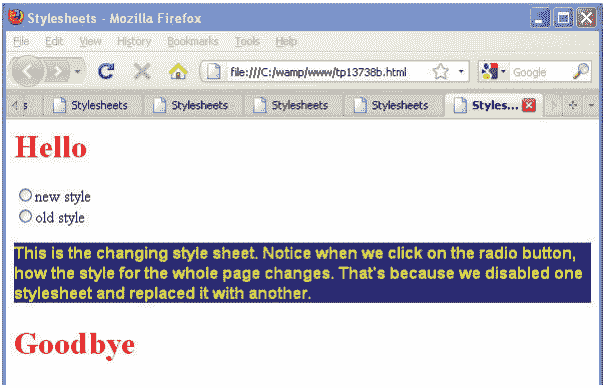 Stylesheets - Mozilla Firefox
File Edit View History Bookmarks Tools Help
file:///C:/wamp/www/tp13738b.html Google
s Stylesheets Stylesheets Stylesheets Stylesheets Styles...
Hello
new style
old style
This is the changing style sheet. Notice when we click on the radio button,
how the style for the whole page changes. That's because we disabled one
stylesheet and replaced it with another.
Goodbye